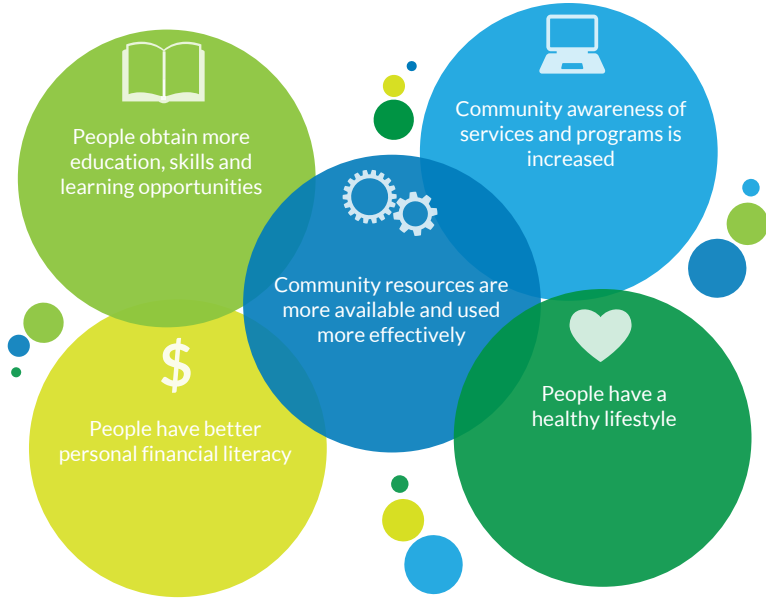 People obtain more
education, skills and
learning opportunities
Community awareness of
services and programs is
increased
Community resources are
more available and used
more effectively
$
People have better
personal financial literacy
People have a
healthy lifestyle